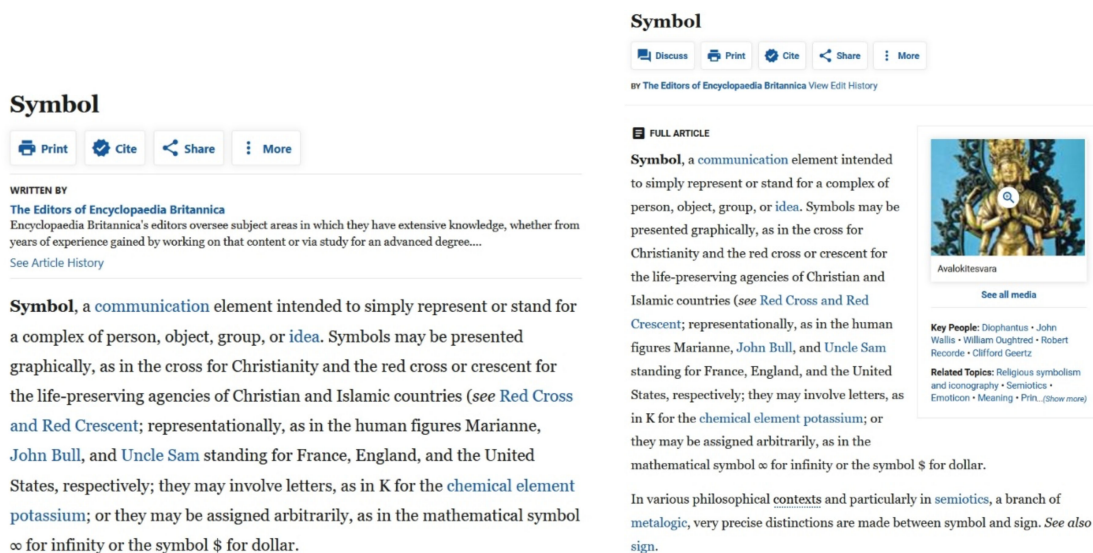 Symbol
Print Cite Share More
WRITTEN BY
The Editors of Encyclopaedia Britannica
Encyclopaedia Britannica's editors oversee subject areas in which they have extensive knowledge, whether from
years of experience gained by working on that content or via study for an advanced degree....
See Article History
Symbol, a communication element intended to simply represent or stand for
a complex of person, object, group, or idea. Symbols may be presented
graphically, as in the cross for Christianity and the red cross or crescent for
the life-preserving agencies of Christian and Islamic countries (see Red Cross
and Red Crescent; representationally, as in the human figures Marianne,
John Bull, and Uncle Sam standing for France, England, and the United
States, respectively; they may involve letters, as in K for the chemical element
potassium; or they may be assigned arbitrarily, as in the mathematical symbol
∞ for infinity or the symbol $ for dollar.
Symbol
Discuss Print Cite Share More
BY The Editors of Encyclopaedia Britannica View Edit History
FULL ARTICLE
Symbol, a communication element intended
to simply represent or stand for a complex of
person, object, group, or idea. Symbols may be
presented graphically, as in the cross for
Christianity and the red cross or crescent for
the life-preserving agencies of Christian and
Islamic countries (see Red Cross and Red
Crescent; representationally, as in the human
figures Marianne, John Bull, and Uncle Sam
standing for France, England, and the United
States, respectively; they may involve letters, as
in K for the chemical element potassium; or
they may be assigned arbitrarily, as in the
mathematical symbol ∞ for infinity or the symbol $ for dollar.
In various philosophical contexts and particularly in semiotics, a branch of
metalogic, very precise distinctions are made between symbol and sign. See also
sign.
Avalokitesvara
See all media
Key People: Diophantus • John
Wallis • William Oughtred • Robert
Recorde • Clifford Geertz
Related Topics: Religious symbolism
and iconography • Semiotics •
Emoticon • Meaning • Prin...(Show more)